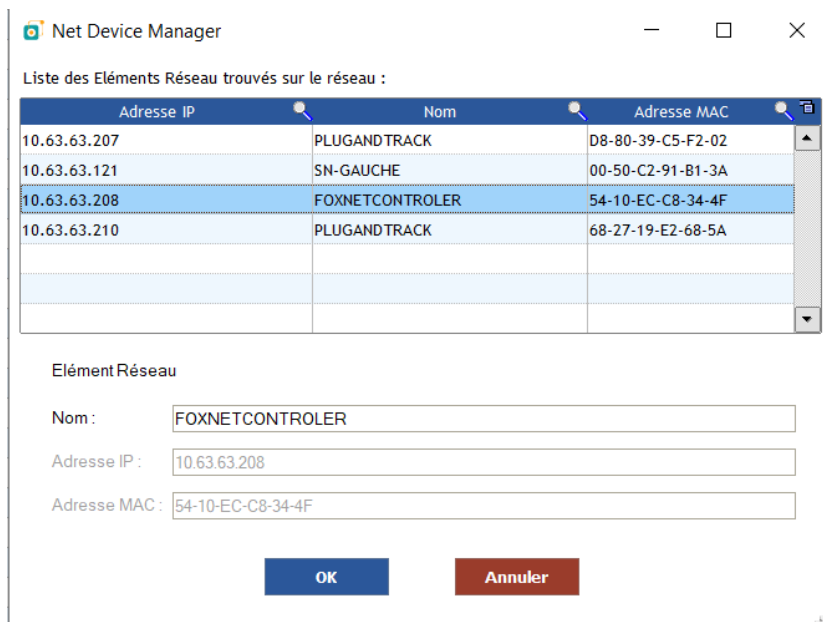 Net Device Manager
Liste des Eléments Réseau trouvés sur le réseau :
Adresse IP Nom Adresse MAC
10.63.63.207 PLUGANDTRACK D8-80-39-C5-F2-02
10.63.63.121 SN-GAUCHE 00-50-C2-91-B1-3A
10.63.63.208 FOXNETCONTROLER 54-10-EC-C8-34-4F
10.63.63.210 PLUGANDTRACK 68-27-19-E2-68-5A
Elément Réseau
Nom : FOXNETCONTROLER
Adresse IP : 10.63.63.208
Adresse MAC : 54-10-EC-C8-34-4F
OK Annuler